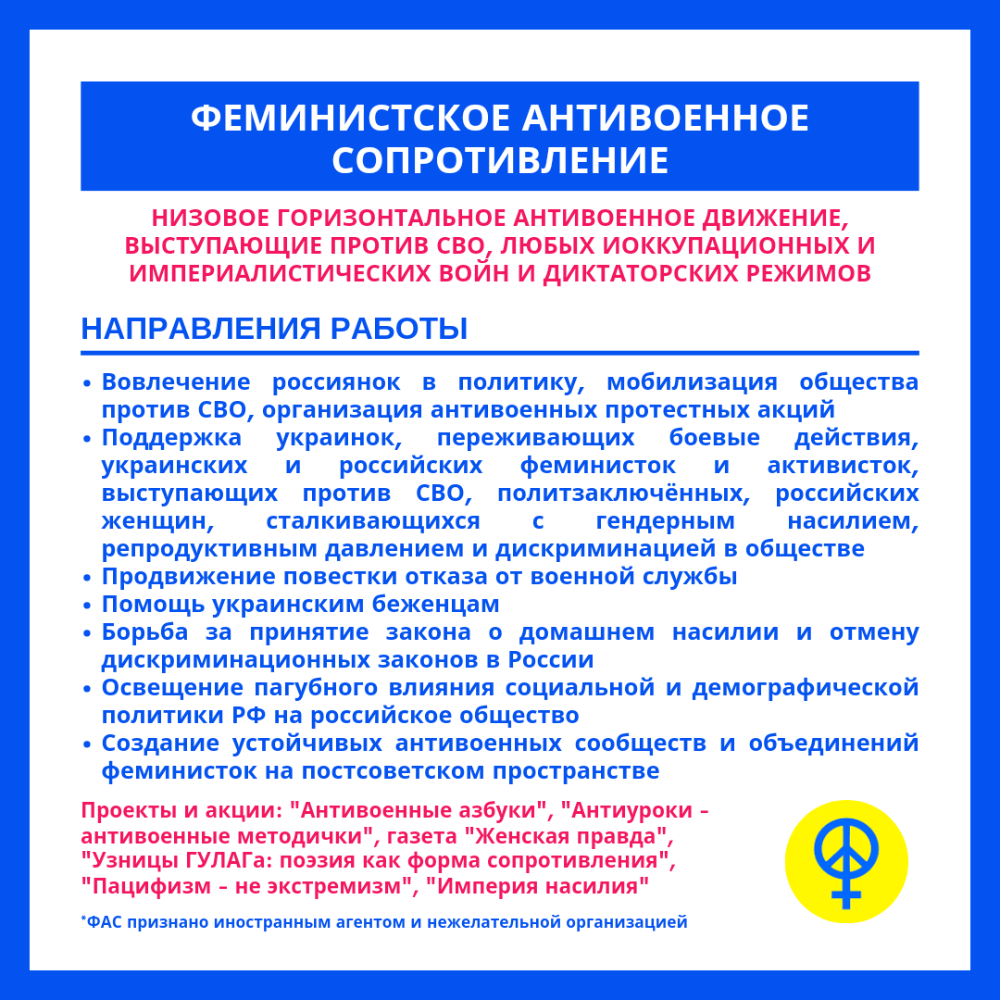 ФЕМИНИСТСКОЕ АНТИВОЕННОЕ
СОПРОТИВЛЕНИЕ
НИЗОВОЕ ГОРИЗОНТАЛЬНОЕ АНТИВОЕННОЕ ДВИЖЕНИЕ,
ВЫСТУПАЮЩИЕ ПРОТИВ СВО, ЛЮБЫХ ИОККУПАЦИОННЫХ И
ИМПЕРИАЛИСТИЧЕСКИХ ВОЙН И ДИКТАТОРСКИХ РЕЖИМОВ
НАПРАВЛЕНИЯ РАБОТЫ
• Вовлечение россиянок в политику, мобилизация общества
против СВО, организация антивоенных протестных акций
• Поддержка украинок, переживающих боевые действия,
украинских и российских феминисток и активисток,
выступающих против СВО, политзаключённых, российских
женщин, сталкивающихся с гендерным насилием,
репродуктивным давлением и дискриминацией в обществе
• Продвижение повестки отказа от военной службы
• Помощь украинским беженцам
• Борьба за принятие закона о домашнем насилии и отмену
дискриминационных законов в России
• Освещение пагубного влияния социальной и демографической
политики РФ на российское общество
• Создание устойчивых антивоенных сообществ и объединений
феминисток на постсоветском пространстве
Проекты и акции: "Антивоенные азбуки", "Антиуроки –
антивоенные методички", газета "Женская правда",
"Узницы ГУЛАГа: поэзия как форма сопротивления",
"Пацифизм – не экстремизм", "Империя насилия"
*ФАС признано иностранным агентом и нежелательной организацией